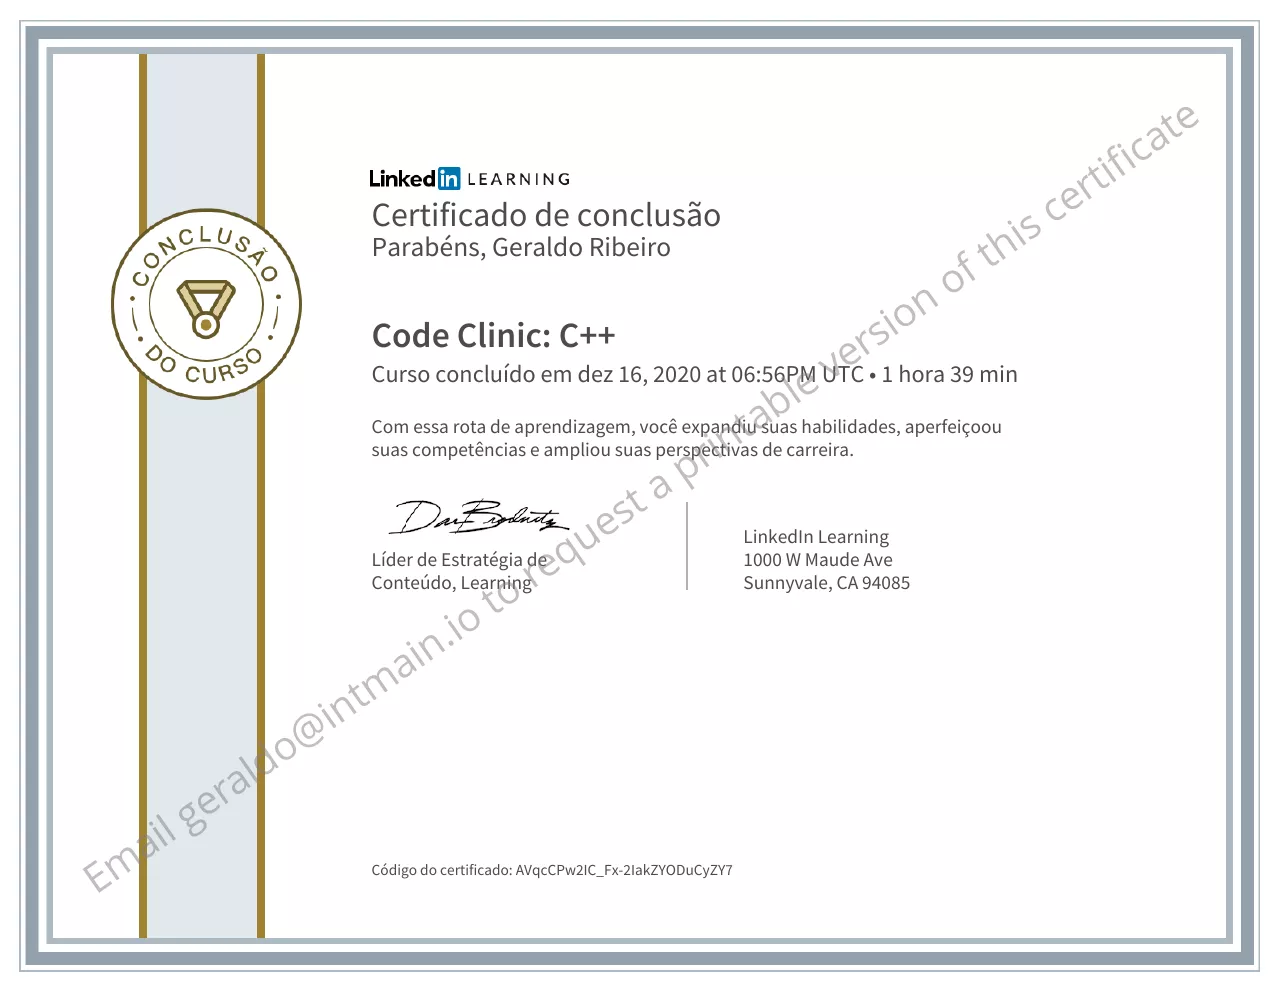 LinkedIn LEARNING
Certificado de conclusão
Parabéns, Geraldo Ribeiro
CONCLUSÃO
DO CURSO
Code Clinic: C++
Curso concluído em dez 16, 2020 at 06:56PM UTC • 1 hora 39 min
Com essa rota de aprendizagem, você expandiu suas habilidades, aperfeiçoou
suas competências e ampliou suas perspectivas de carreira.
Líder de Estratégia de
Conteúdo, Learning
LinkedIn Learning
1000 W Maude Ave
Sunnyvale, CA 94085
Código do certificado: AVqcCPw2IC_Fx-2IakZYODuCyZY7
Email geraldo@intmain.io to request a printable version of this certificate